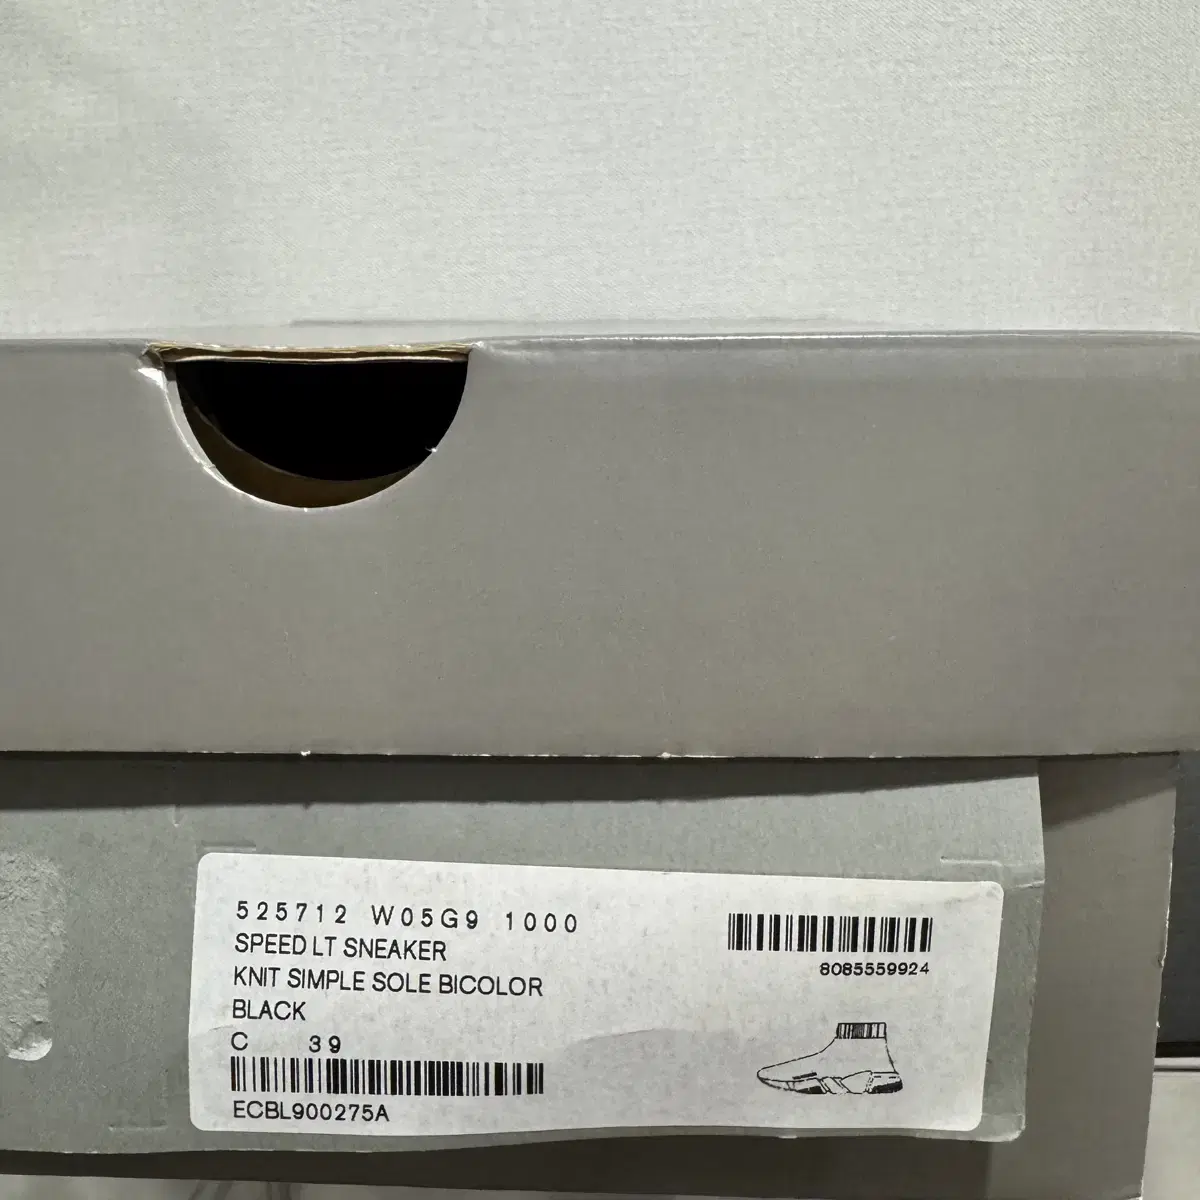 525712 W05G9 1000
SPEED LT SNEAKER
KNIT SIMPLE SOLE BICOLOR
BLACK
C 39
ECBL900275A
8085559924